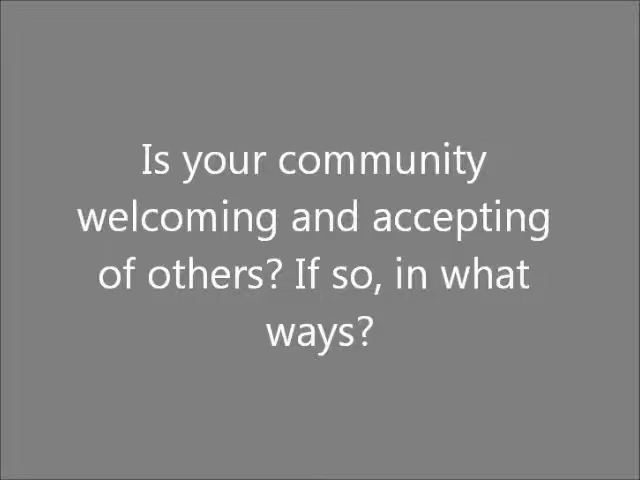 Is your community
welcoming and accepting
of others? If so, in what
ways?